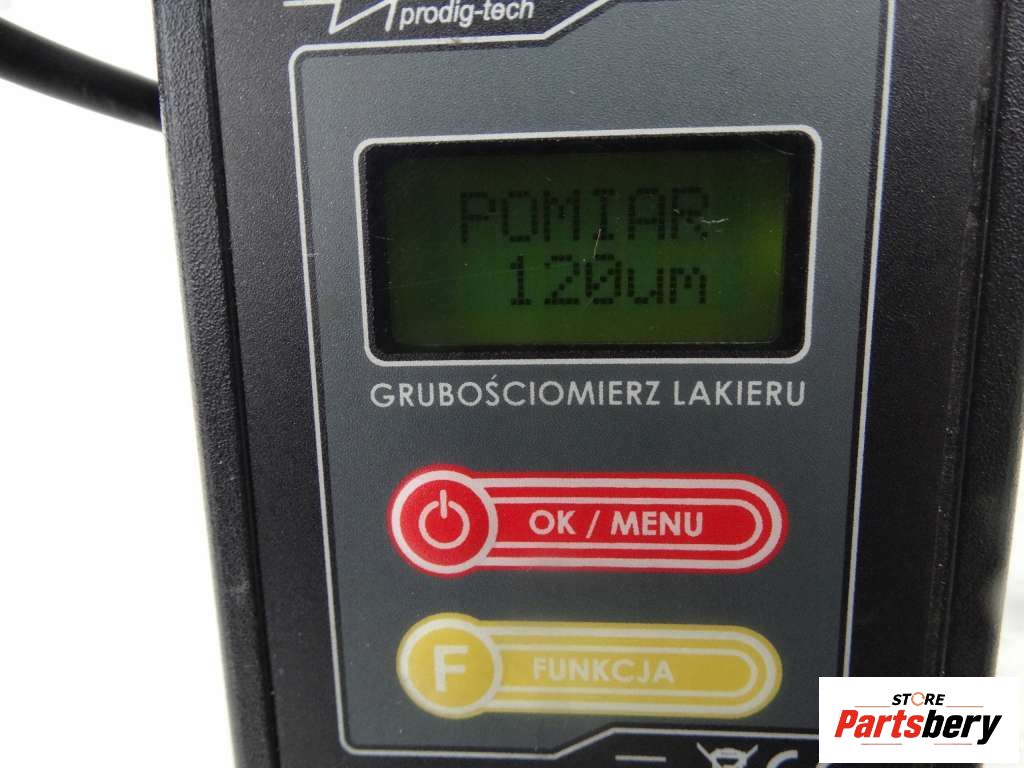 prodig-tech
POMIAR
120um
GRUBOŚCIOMIERZ LAKIERU
OK / MENU
F
FUNKCJA
STORE
Partsbery